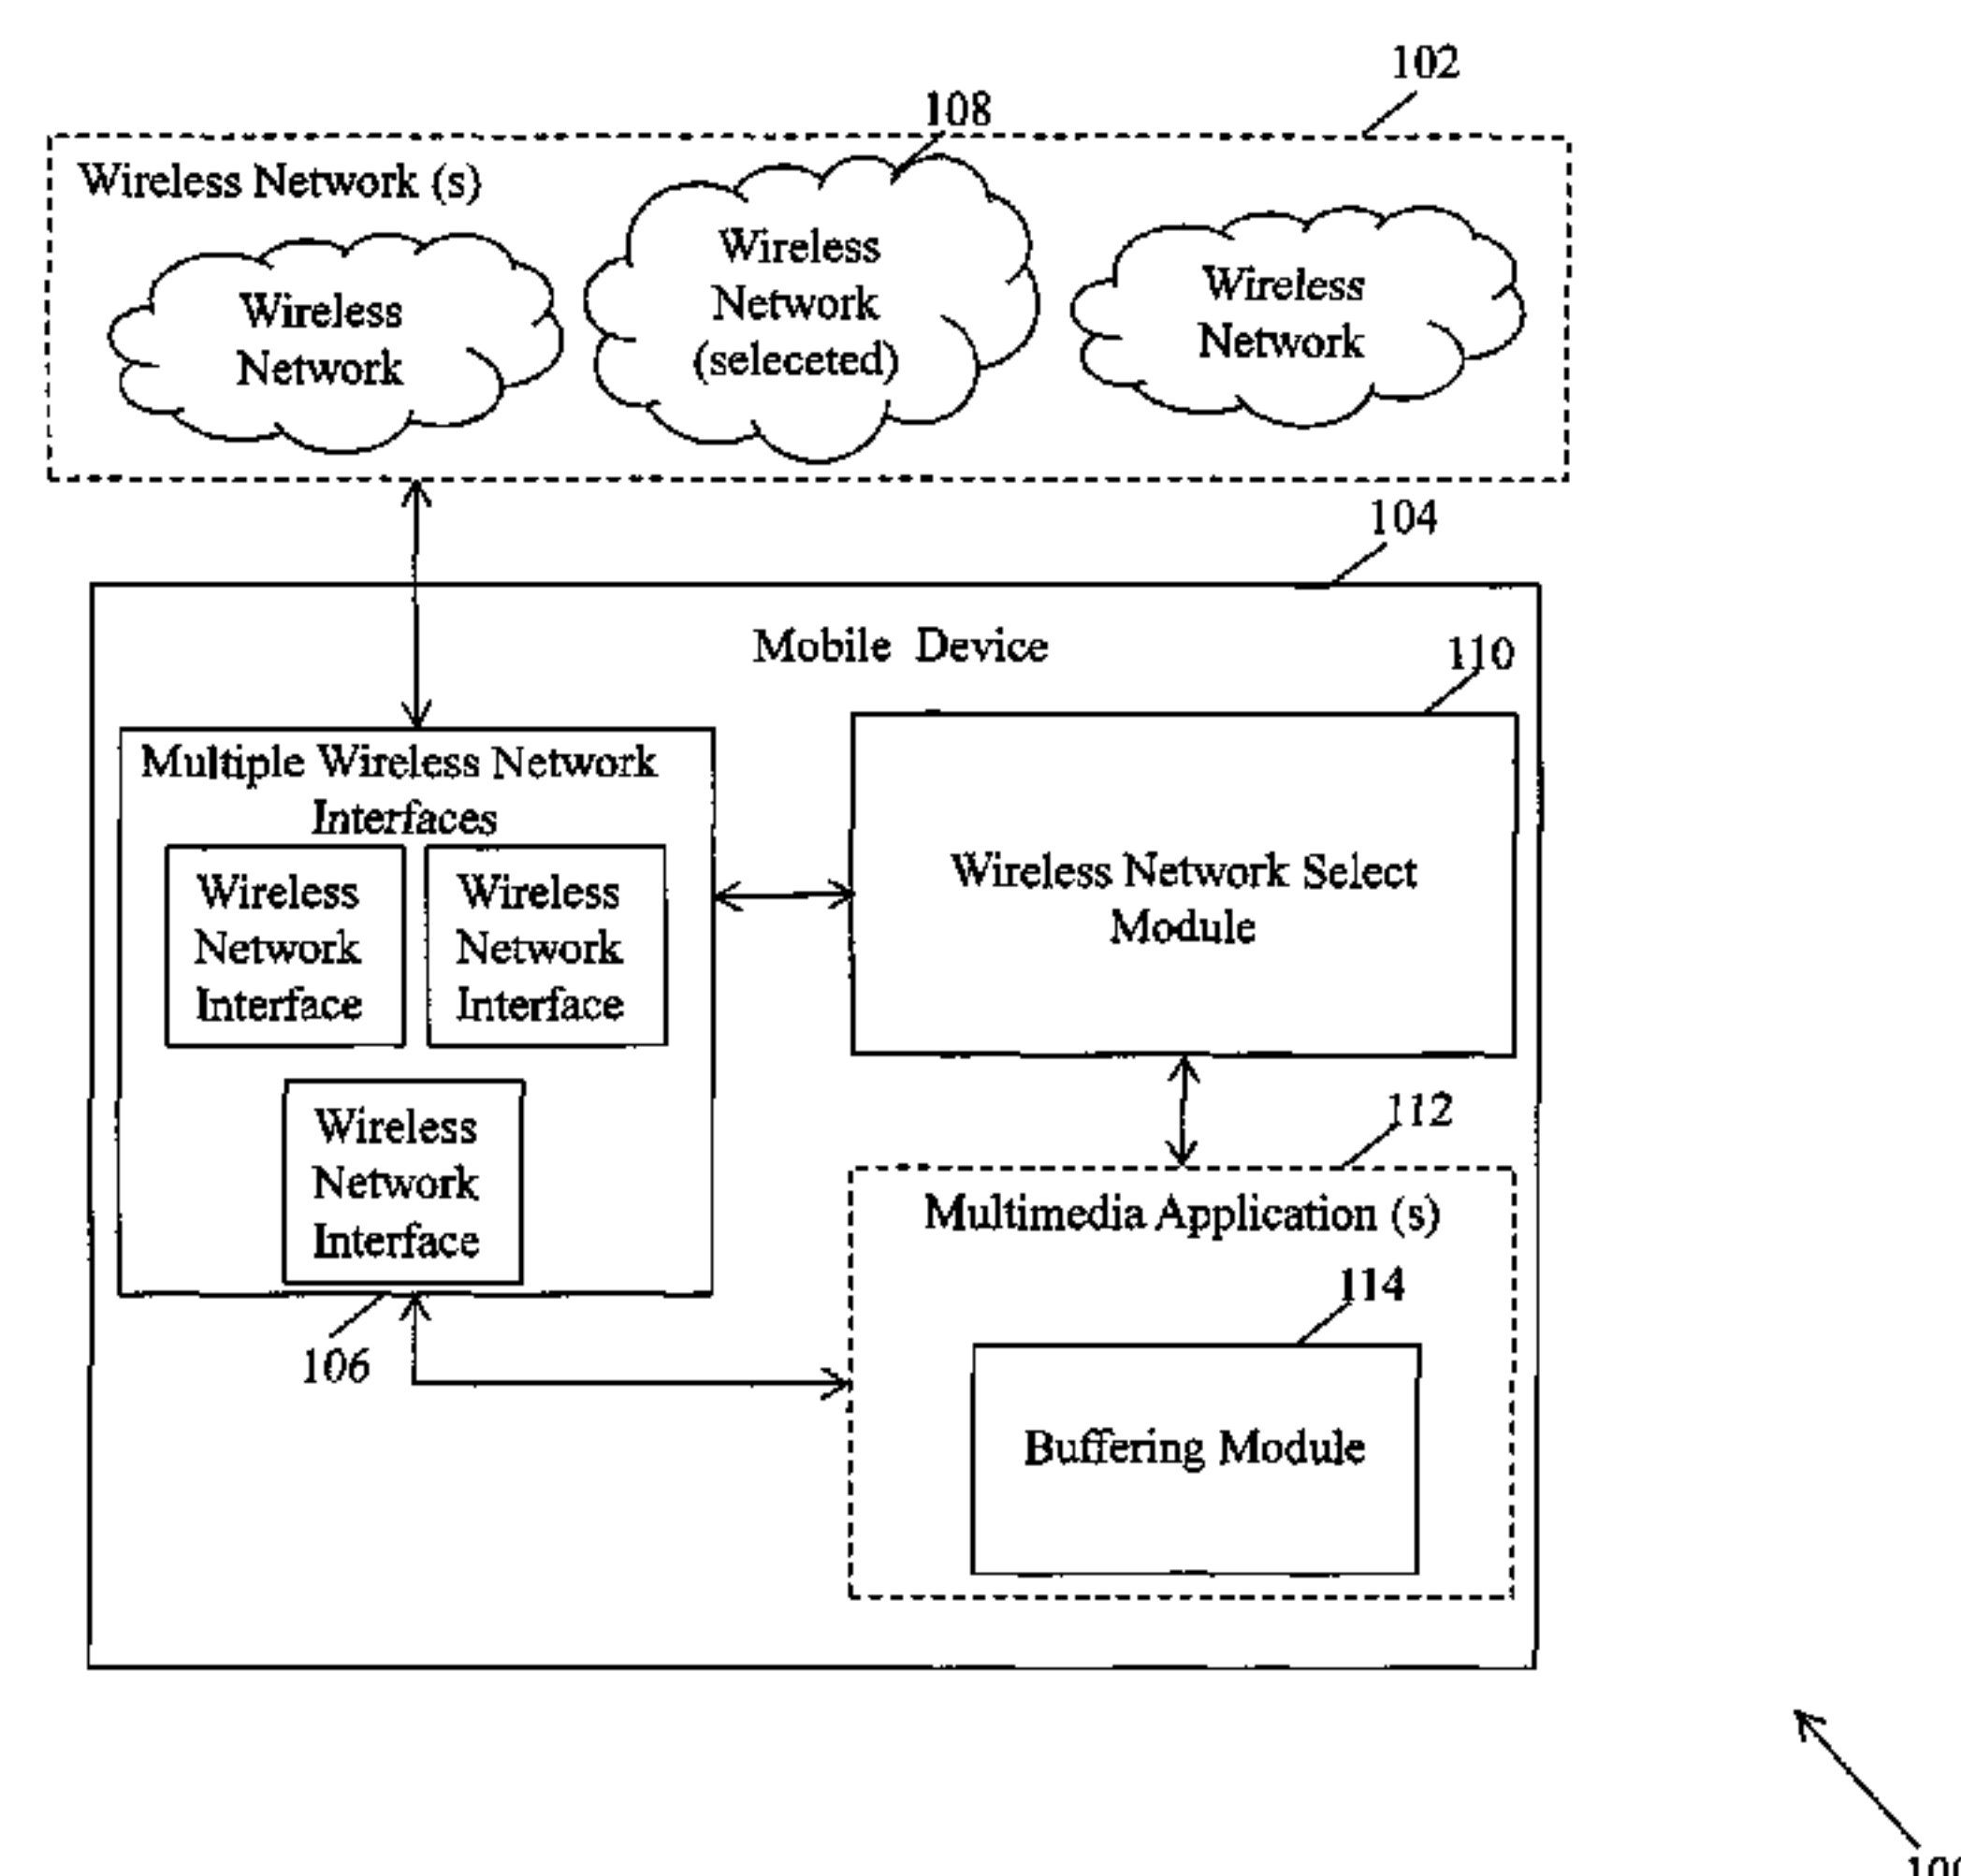 102
108
Wireless Network (s)
Wireless
Network
Wireless
Network
(seleceted)
Wireless
Network
104
Mobile Device
110
Multiple Wireless Network
Interfaces
Wireless
Network
Interface
Wireless
Network
Interface
Wireless
Network
Interface
106
Wireless Network Select
Module
112
Multimedia Application (s)
114
Buffering Module